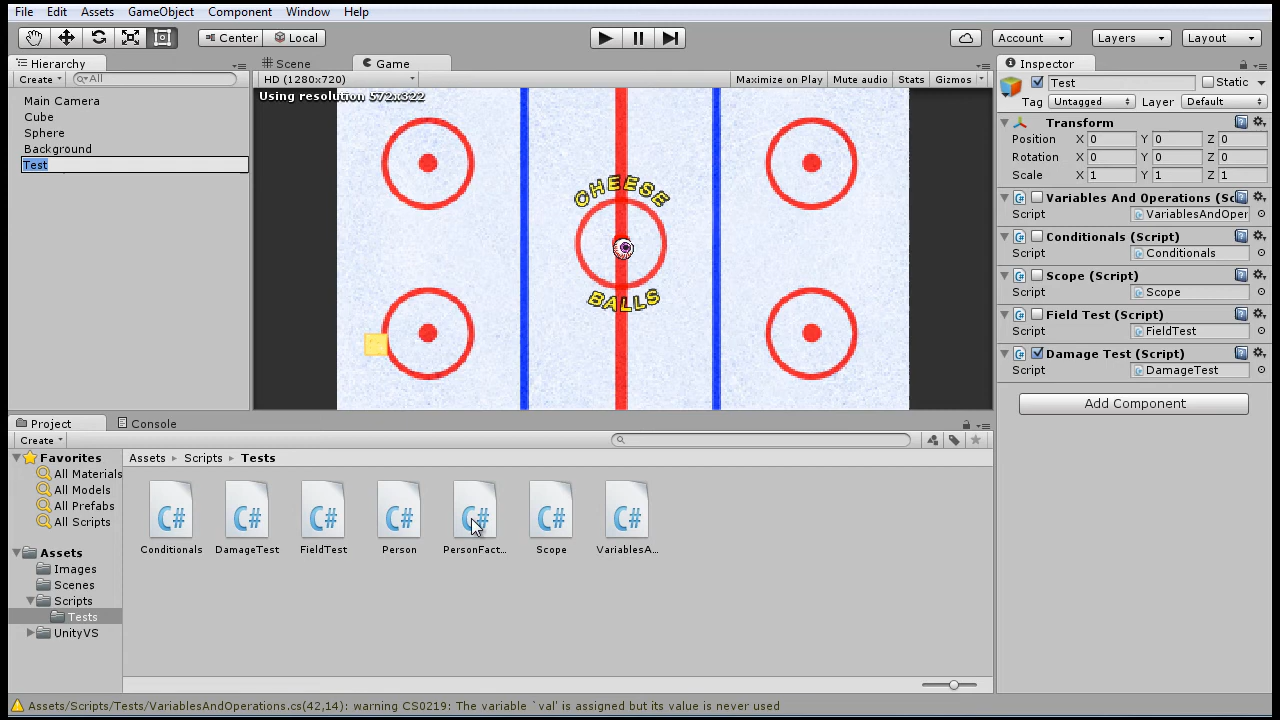 File Edit Assets GameObject Component Window Help
Center Local Account Layers Layout
Hierarchy
Create All
Main Camera
Cube
Sphere
Background
Test
Scene Game
HD (1280x720) Maximize on Play Mute audio Stats Gizmos
Using resolution 572x322
CHEESE
BALLS
Inspector
Test Static
Tag Untagged Layer Default
Transform
Position X 0 Y 0 Z 0
Rotation X 0 Y 0 Z 0
Scale X 1 Y 1 Z 1
Variables And Operations (Sc
Script VariablesAndOper
Conditionals (Script)
Script Conditionals
Scope (Script)
Script Scope
Field Test (Script)
Script FieldTest
Damage Test (Script)
Script DamageTest
Add Component
Project Console
Create
Favorites
All Materials
All Models
All Prefabs
All Scripts
Assets
Images
Scenes
Scripts
Tests
UnityVS
Assets Scripts Tests
C# C# C# C# C# C# C#
Conditionals DamageTest FieldTest Person PersonFact... Scope VariablesA...
Assets/Scripts/Tests/VariablesAndOperations.cs(42,14): warning CS0219: The variable `val' is assigned but its value is never used